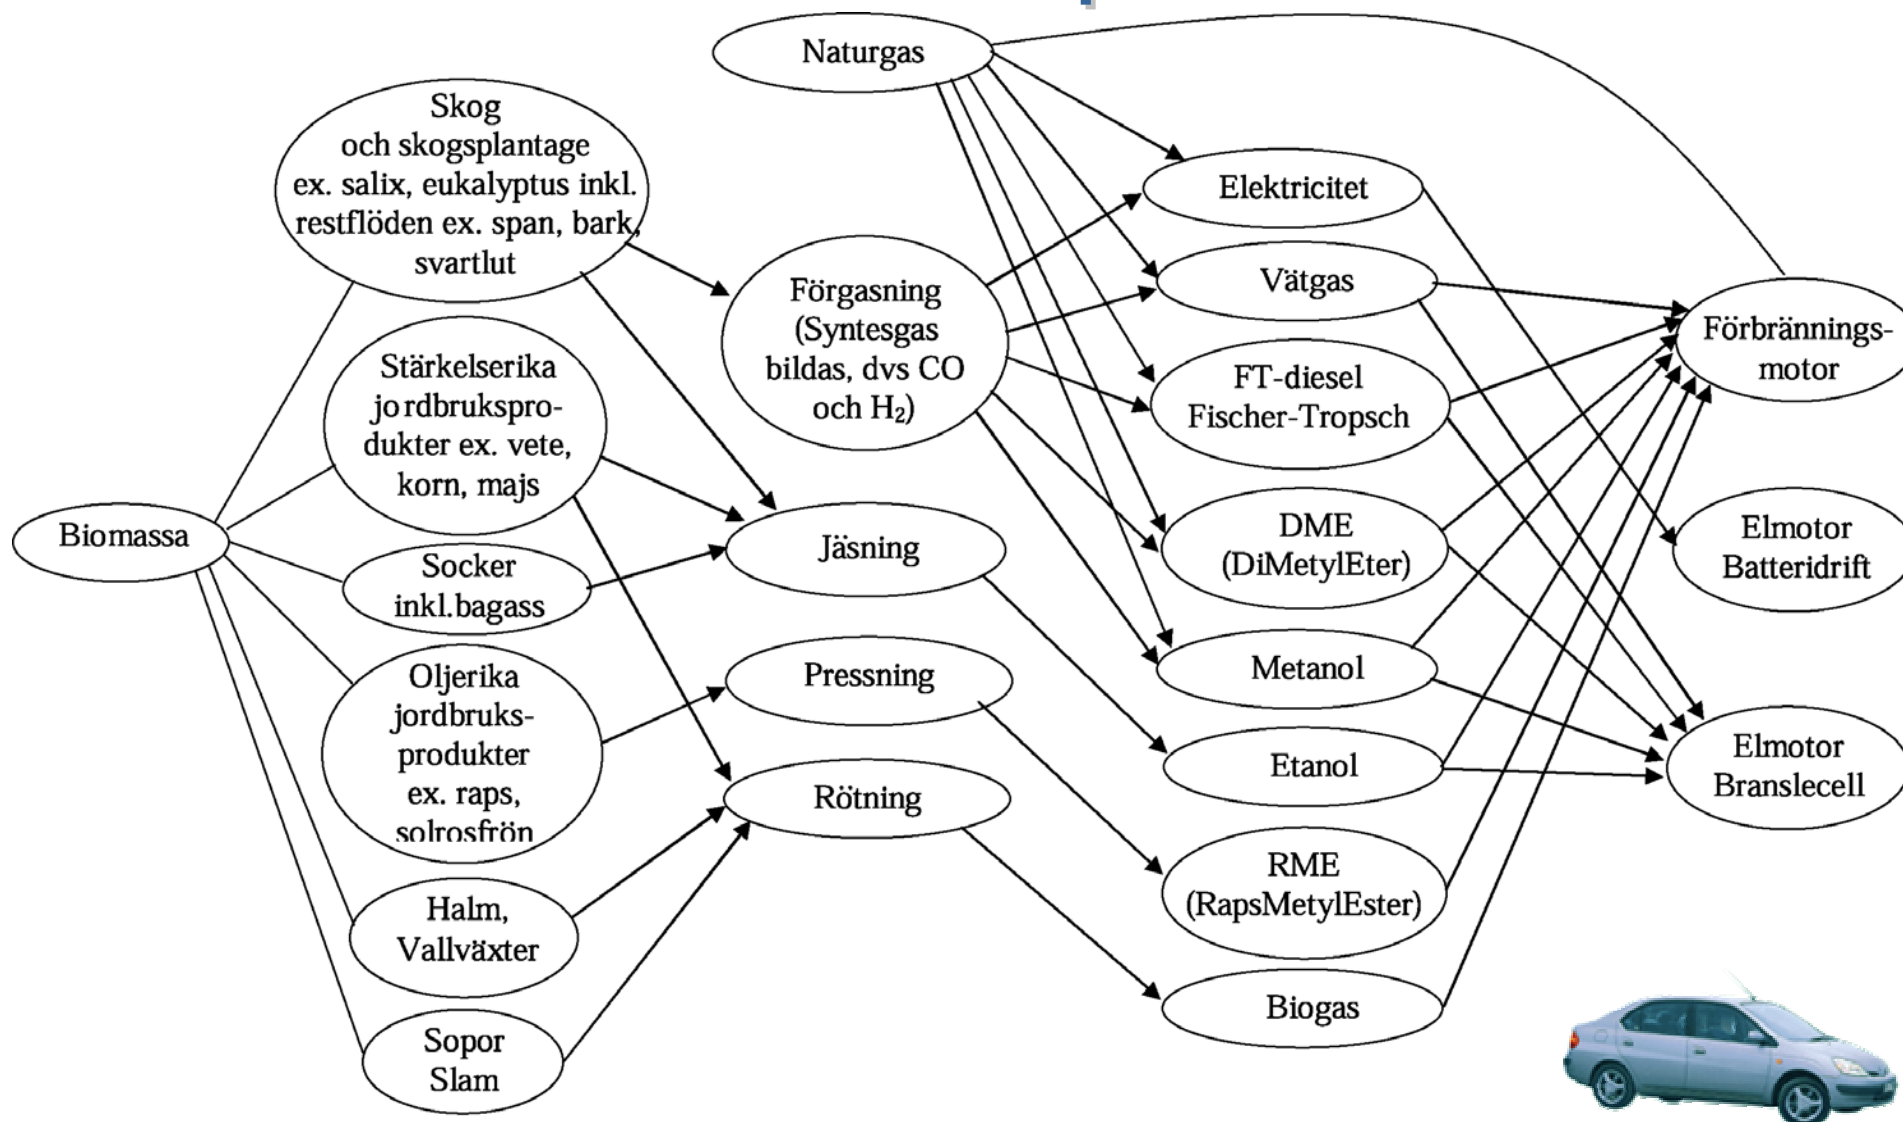 Naturgas
Skog
och skogsplantage
ex. salix, eukalyptus inkl.
restflöden ex. span, bark,
svartlut
Stärkelserika
jordbrukspro-
dukter ex. vete,
korn, majs
Biomassa
Socker
inkl.bagass
Oljerika
jordbruks-
produkter
ex. raps,
solrosfrön
Halm,
Vallväxter
Sopor
Slam
Förgasning
(Syntesgas
bildas, dvs CO
och H₂)
Jäsning
Pressning
Rötning
Elektricitet
Vätgas
FT-diesel
Fischer-Tropsch
DME
(DiMetylEter)
Metanol
Etanol
RME
(RapsMetylEster)
Biogas
Förbrännings-
motor
Elmotor
Batteridrift
Elmotor
Branslecell